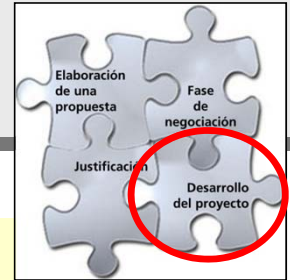 Elaboración
de una
propuesta
Fase
de
negociación
Justificación
Desarrollo
del proyecto